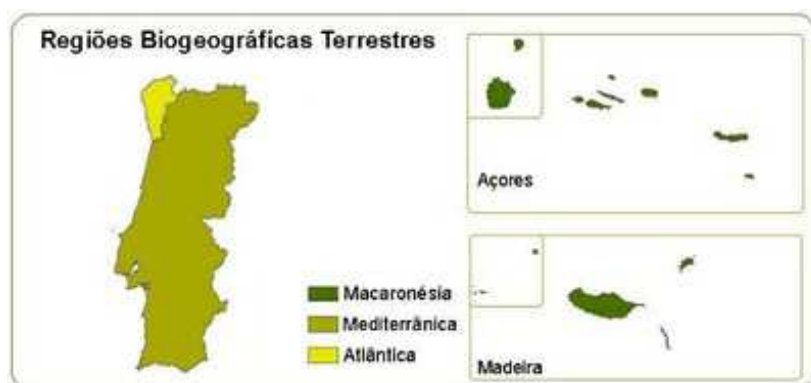 Regiões Biogeográficas Terrestres
Açores
Macaronésia
Mediterrânica
Atlântica
Madeira